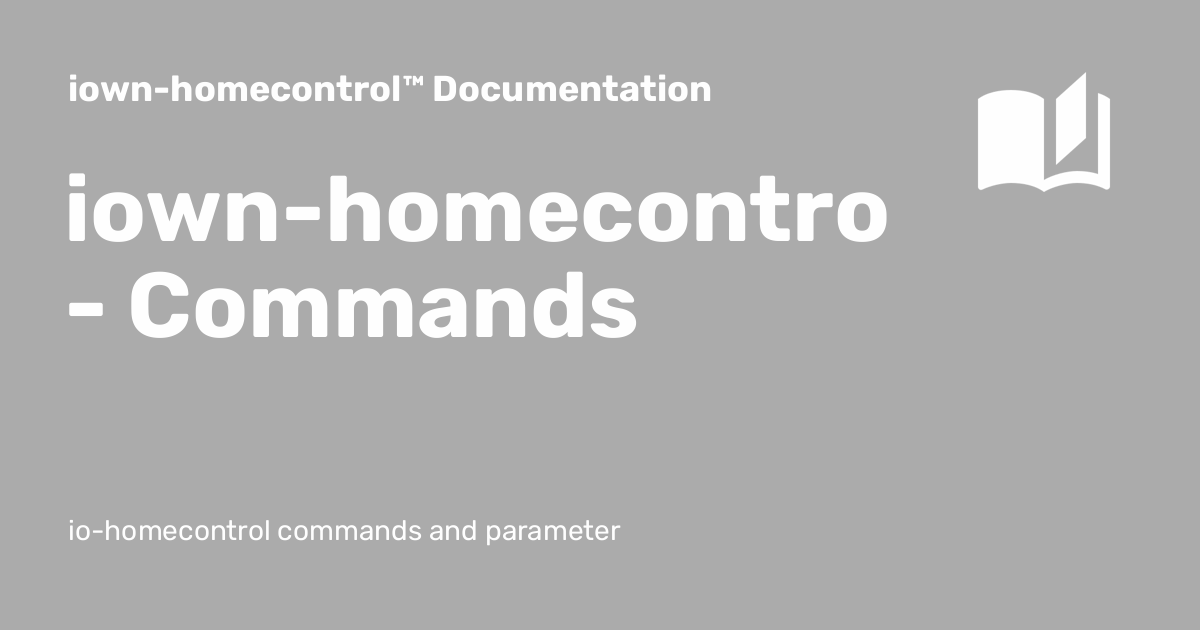 iown-homecontrol™ Documentation
iown-homecontro
- Commands
io-homecontrol commands and parameter